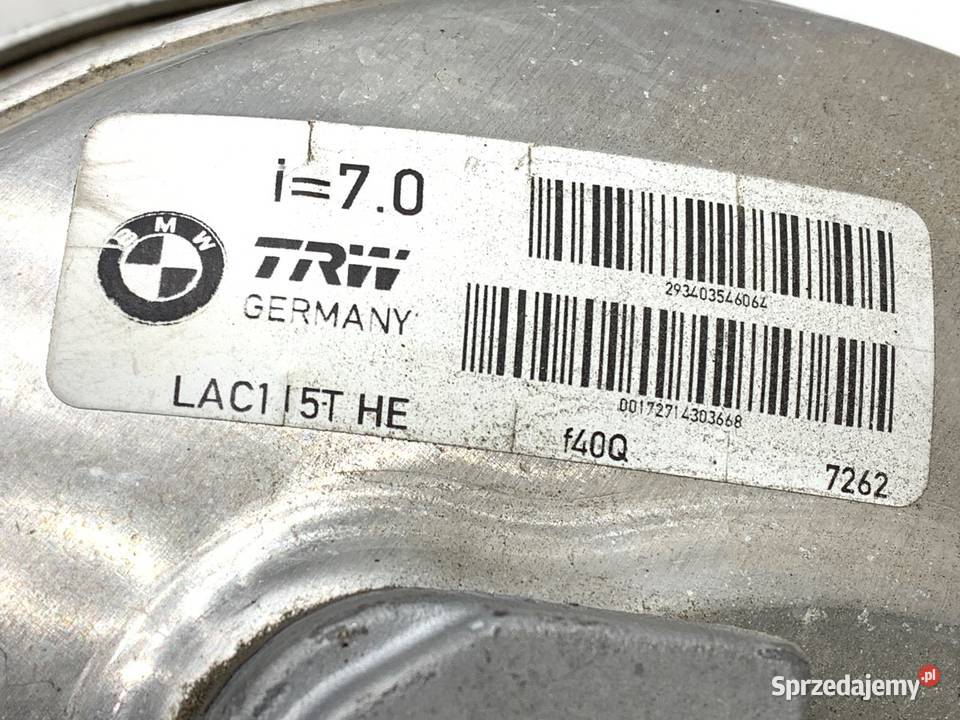 i=7.0
BMW
TRW
GERMANY
LAC115T HE
293403546064
00172714303668
f40Q
7262
Sprzedajemy.pl